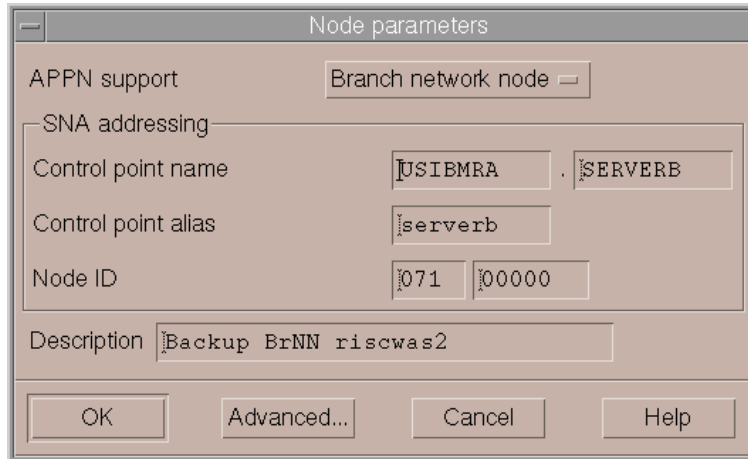 Node parameters
APPN support Branch network node
SNA addressing
Control point name USIBMRA . SERVERB
Control point alias serverb
Node ID 071 00000
Description Backup BrNN riscwas2
OK Advanced... Cancel Help